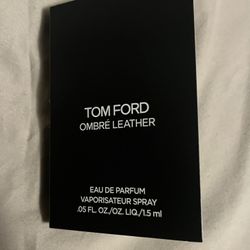 TOM FORD
OMBRÉ LEATHER
EAU DE PARFUM
VAPORISATEUR SPRAY
.05 FL. OZ./OZ. LIQ./1.5 ml